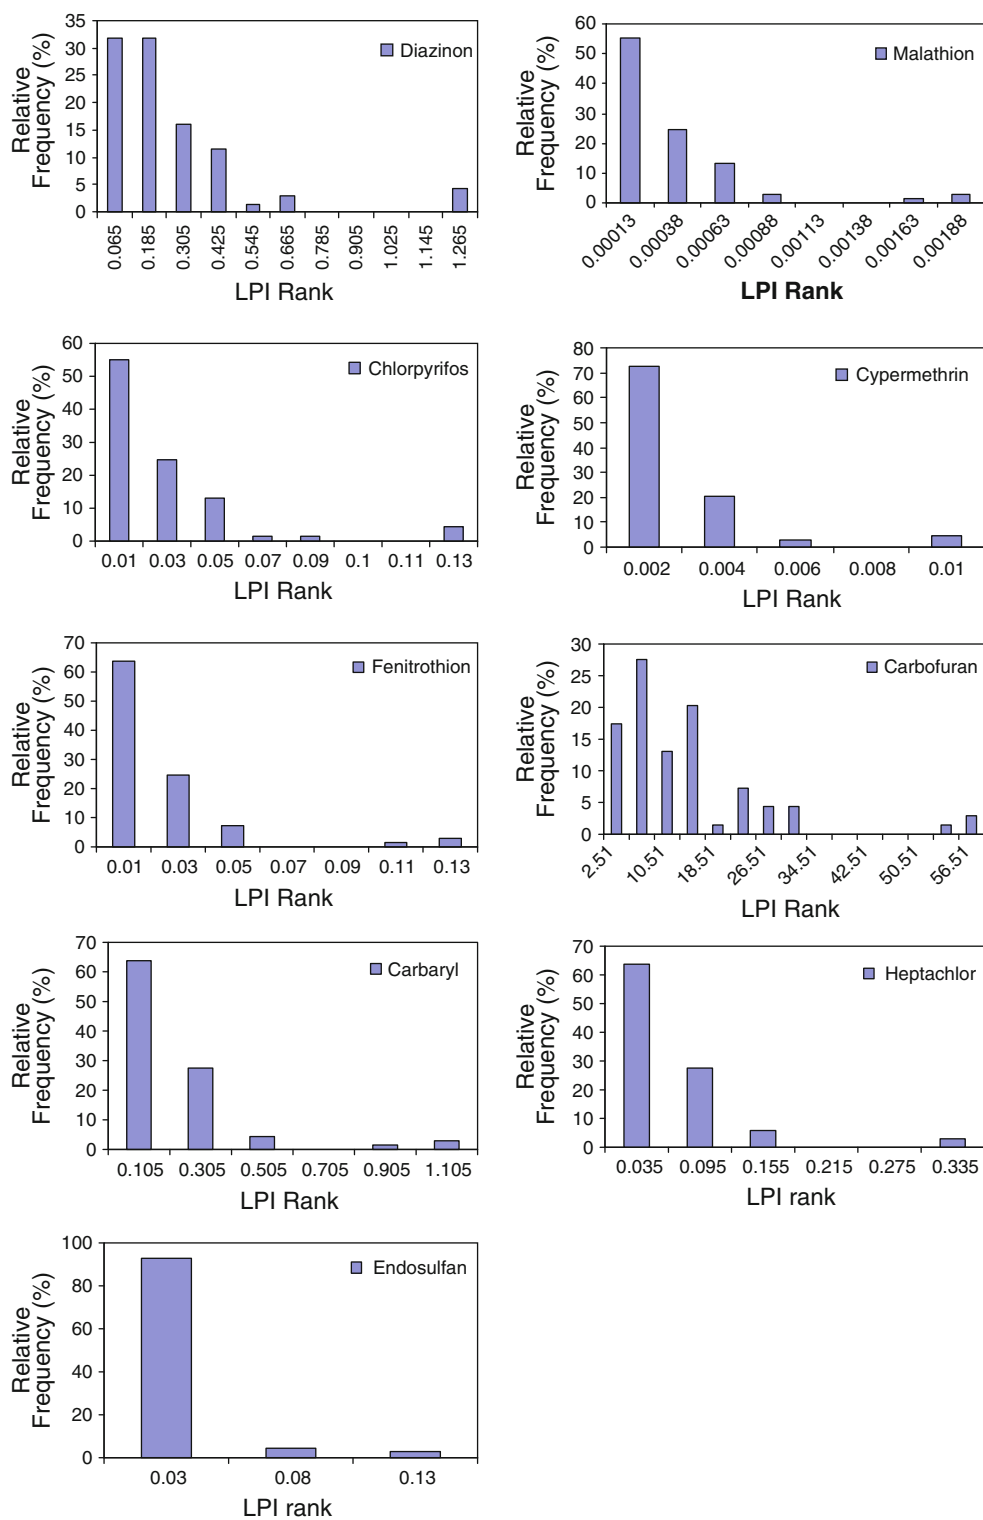 Diazinon
Relative
Frequency (%)
35
30
25
20
15
10
5
0
0.065 0.185 0.305 0.425 0.545 0.665 0.785 0.905 1.025 1.145 1.265
LPI Rank
Malathion
Relative
Frequency (%)
60
50
40
30
20
10
0
0.00013 0.00038 0.00063 0.00088 0.00113 0.00138 0.00163 0.00188
LPI Rank
Chlorpyrifos
Relative
Frequency (%)
60
50
40
30
20
10
0
0.01 0.03 0.05 0.07 0.09 0.1 0.11 0.13
LPI Rank
Cypermethrin
Relative
Frequency (%)
80
70
60
50
40
30
20
10
0
0.002 0.004 0.006 0.008 0.01
LPI Rank
Fenitrothion
Relative
Frequency (%)
70
60
50
40
30
20
10
0
0.01 0.03 0.05 0.07 0.09 0.11 0.13
LPI Rank
Carbofuran
Relative
Frequency (%)
30
25
20
15
10
5
0
2.51 10.51 18.51 26.51 34.51 42.51 50.51 56.51
LPI Rank
Carbaryl
Relative
Frequency (%)
70
60
50
40
30
20
10
0
0.105 0.305 0.505 0.705 0.905 1.105
LPI Rank
Heptachlor
Relative
Frequency (%)
70
60
50
40
30
20
10
0
0.035 0.095 0.155 0.215 0.275 0.335
LPI rank
Endosulfan
Relative
Frequency (%)
100
80
60
40
20
0
0.03 0.08 0.13
LPI rank